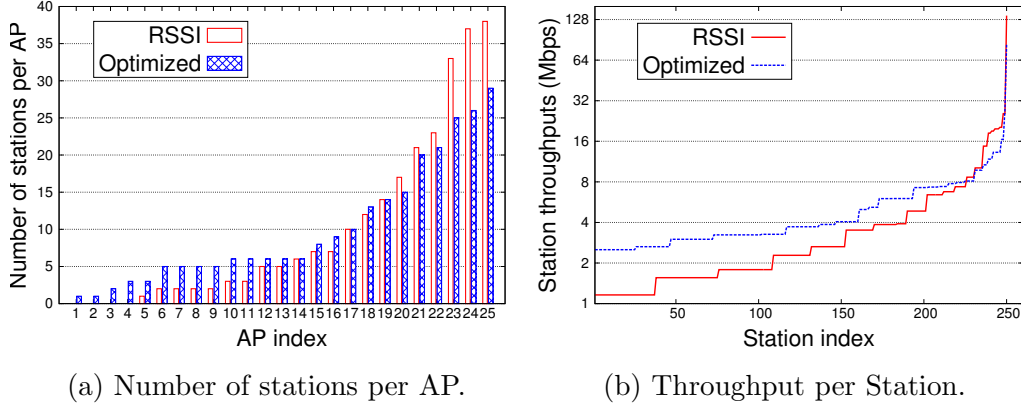 Number of stations per AP
40
35
30
25
20
15
10
5
0
RSSI
Optimized
1 2 3 4 5 6 7 8 9 10 11 12 13 14 15 16 17 18 19 20 21 22 23 24 25
AP index
(a) Number of stations per AP.
Station throughputs (Mbps)
128
64
32
16
8
4
2
1
RSSI
Optimized
50 100 150 200 250
Station index
(b) Throughput per Station.